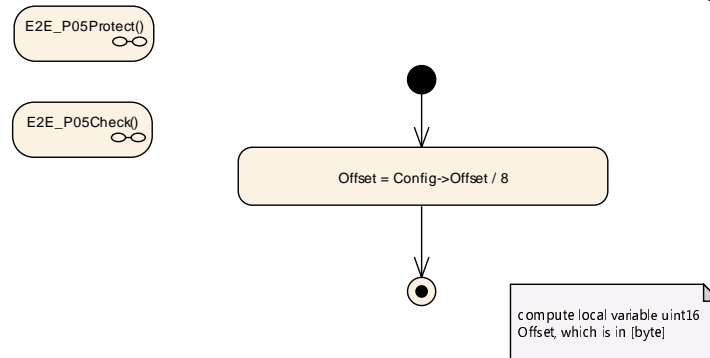 E2E_P05Protect()
E2E_P05Check()
Offset = Config->Offset / 8
compute local variable uint16
Offset, which is in [byte]